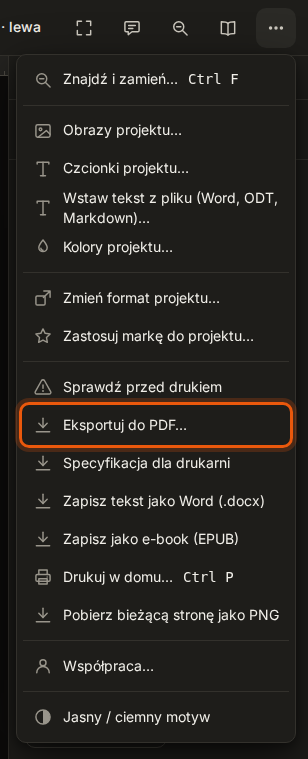 · lewa
Znajdź i zamień... Ctrl F
Obrazy projektu...
Czcionki projektu...
Wstaw tekst z pliku (Word, ODT,
Markdown)...
Kolory projektu...
Zmień format projektu...
Zastosuj markę do projektu...
Sprawdź przed drukiem
Eksportuj do PDF...
Specyfikacja dla drukarni
Zapisz tekst jako Word (.docx)
Zapisz jako e-book (EPUB)
Drukuj w domu... Ctrl P
Pobierz bieżącą stronę jako PNG
Współpraca...
Jasny / ciemny motyw